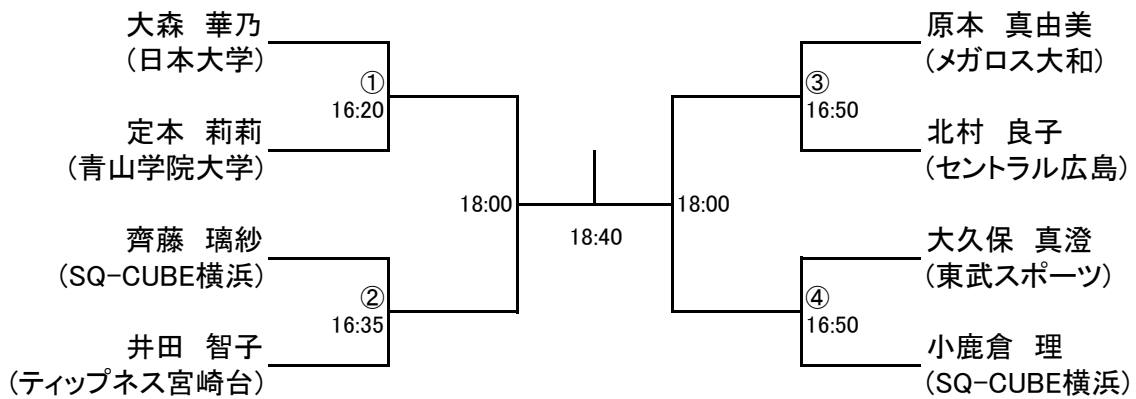 大森 華乃
(日本大学)
①
16:20
定本 莉莉
(青山学院大学)
18:00
齊藤 璃紗
(SQ-CUBE横浜)
②
16:35
井田 智子
(ティップネス宮崎台)
18:40
原本 真由美
(メガロス大和)
③
16:50
北村 良子
(セントラル広島)
18:00
大久保 真澄
(東武スポーツ)
④
16:50
小鹿倉 理
(SQ-CUBE横浜)